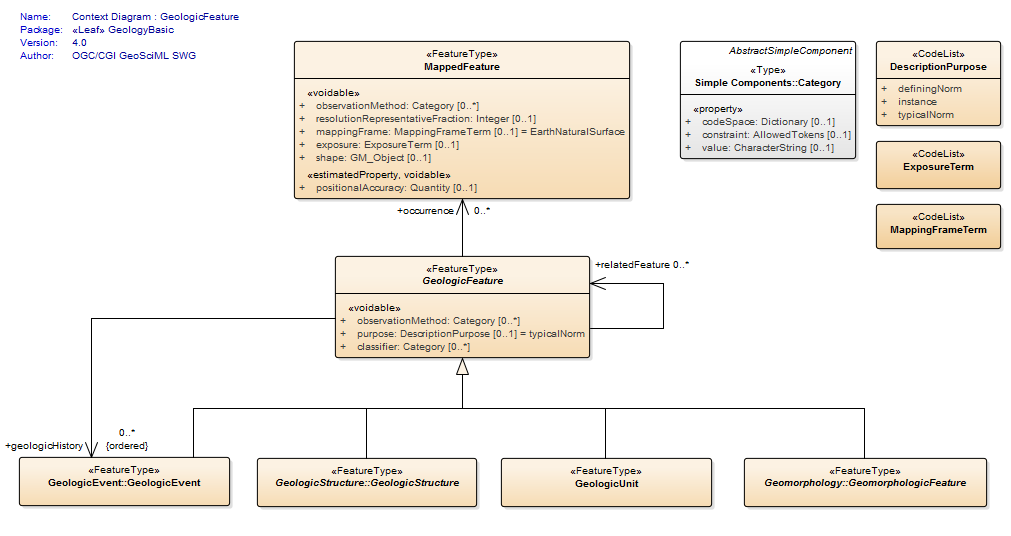 Name: Context Diagram : GeologicFeature
Package: «Leaf» GeologyBasic
Version: 4.0
Author: OGC/CGI GeoSciML SWG
«FeatureType»
MappedFeature
«voidable»
+ observationMethod: Category [0..*]
+ resolutionRepresentativeFraction: Integer [0..1]
+ mappingFrame: MappingFrameTerm [0..1] = EarthNaturalSurface
+ exposure: ExposureTerm [0..1]
+ shape: GM_Object [0..1]
«estimatedProperty, voidable»
+ positionalAccuracy: Quantity [0..1]
AbstractSimpleComponent
«Type»
Simple Components::Category
«property»
+ codeSpace: Dictionary [0..1]
+ constraint: AllowedTokens [0..1]
+ value: CharacterString [0..1]
«CodeList»
DescriptionPurpose
+ definingNorm
+ instance
+ typicalNorm
«CodeList»
ExposureTerm
«CodeList»
MappingFrameTerm
+occurrence 0..*
«FeatureType»
GeologicFeature
«voidable»
+ observationMethod: Category [0..*]
+ purpose: DescriptionPurpose [0..1] = typicalNorm
+ classifier: Category [0..*]
+relatedFeature 0..*
0..*
+geologicHistory {ordered}
«FeatureType»
GeologicEvent::GeologicEvent
«FeatureType»
GeologicStructure::GeologicStructure
«FeatureType»
GeologicUnit
«FeatureType»
Geomorphology::GeomorphologicFeature